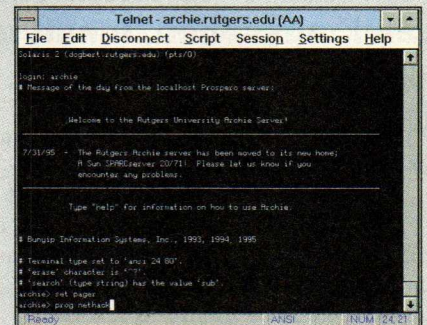 Telnet - archie.rutgers.edu (AA)
File Edit Disconnect Script Session Settings Help
Solaris 2 (dogbert.rutgers.edu) (pts/0)
login: archie
# Message of the day from the localhost Prospero server:
Welcome to the Rutgers University Archie Server!
7/31/95 - The Rutgers Archie server has been moved to its new home;
A Sun SPARCserver 20/71). Please let us know if you
encounter any problems.
Type "help" for information on how to use Archie.
# Bunyip Information Systems, Inc., 1993, 1994, 1995
# Terminal type set to 'ansi 24 80'.
# 'erase' character is '^?'.
# 'search' (type string) has the value 'sub'.
archie> set pager
archie> prog nethack
Ready ANSI NUM 24,21